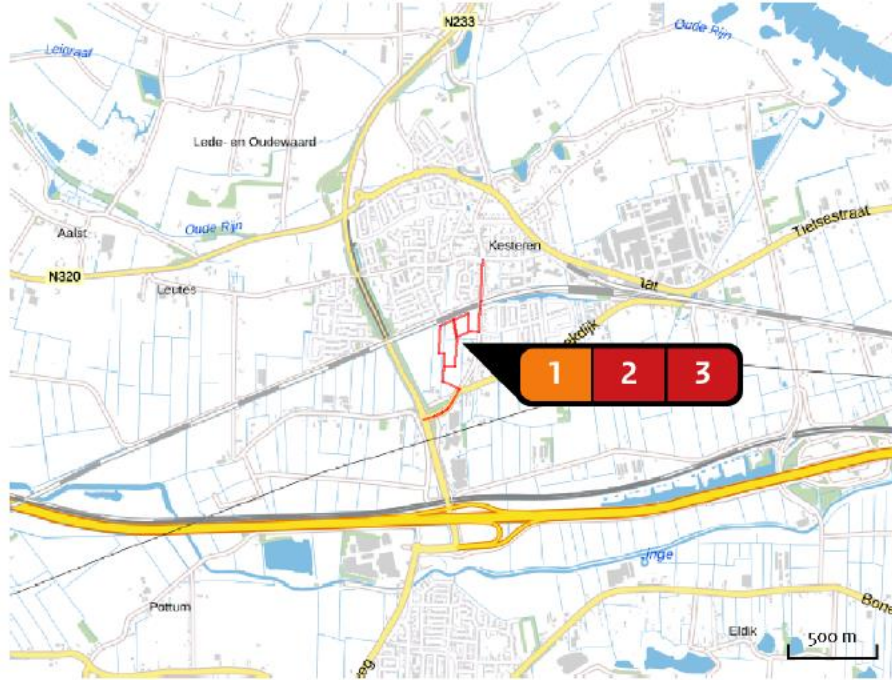 N233
Oude Rijn
Leigraaf
Lede- en Oudewaard
Tielsestraat
Oude Rijn
Aalst
Kesteren
N320
Leutes
1 2 3
Pottum
Eldik
500 m